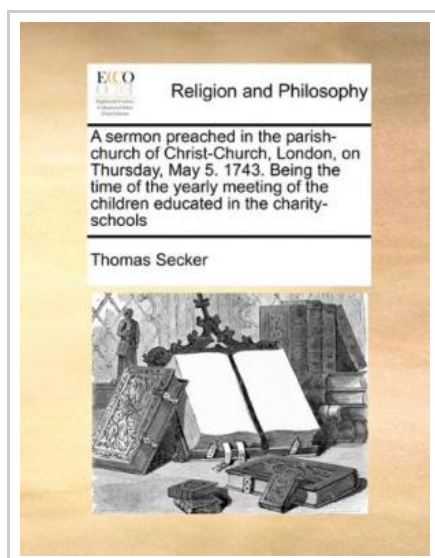 ECCO
Religion and Philosophy
A sermon preached in the parish-
church of Christ-Church, London, on
Thursday, May 5. 1743. Being the
time of the yearly meeting of the
children educated in the charity-
schools
Thomas Secker